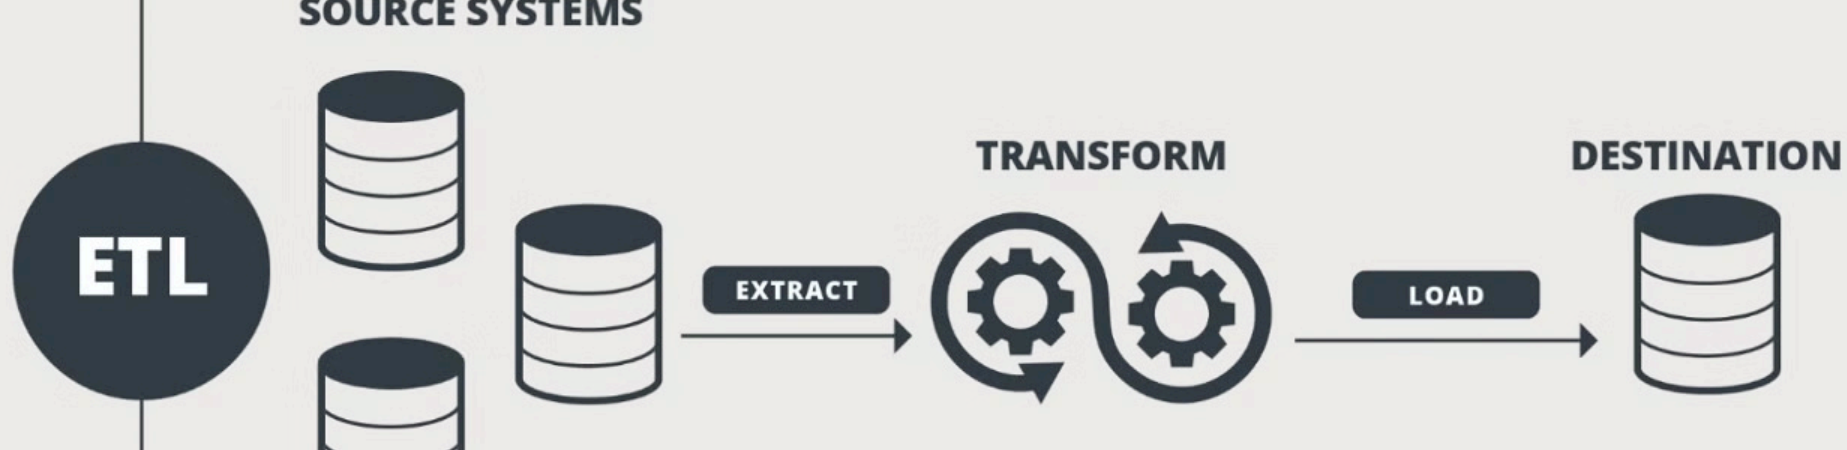 SOURCE SYSTEMS
ETL
EXTRACT
TRANSFORM
LOAD
DESTINATION